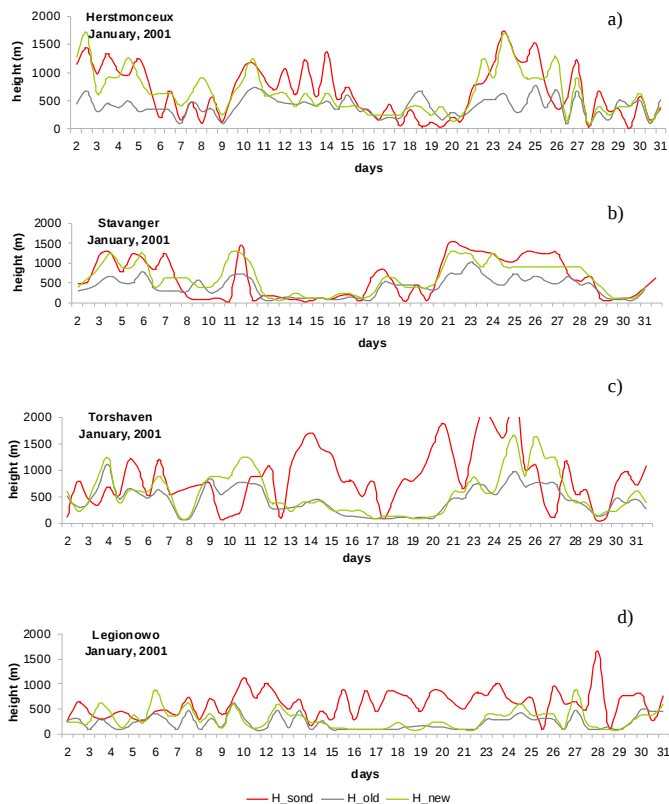 Herstmonceux
January, 2001
a)
height (m)
2000
1500
1000
500
0
2 3 4 5 6 7 8 9 10 11 12 13 14 15 16 17 18 19 20 21 22 23 24 25 26 27 28 29 30 31
days
b)
Stavanger
January, 2001
height (m)
2000
1500
1000
500
0
2 3 4 5 6 7 8 9 10 11 12 13 14 15 16 17 18 19 20 21 23 24 25 26 27 28 29 30 31
days
c)
Torshaven
January, 2001
height (m)
2000
1500
1000
500
0
2 3 4 5 6 7 8 9 10 11 12 13 14 15 16 17 18 19 20 21 23 24 25 26 27 28 29 30 31
days
d)
Legionowo
January, 2001
height (m)
2000
1500
1000
500
0
2 3 4 5 6 7 8 9 10 11 12 13 14 15 16 17 18 19 20 21 22 23 24 25 26 27 28 29 30 31
days
H_sond H_old H_new